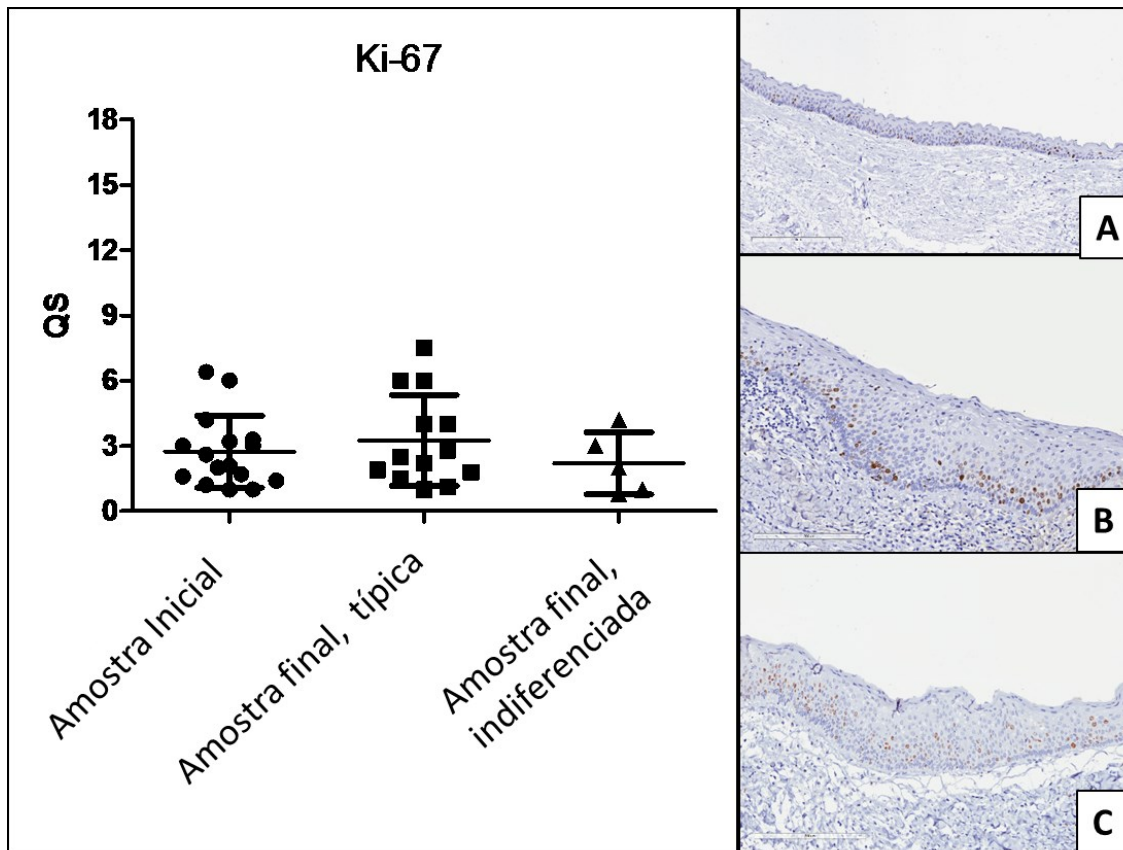 Ki-67
18
15
12
9
6
3
0
QS
Amostra Inicial
Amostra final, típica
Amostra final,
indiferenciada
A
B
C